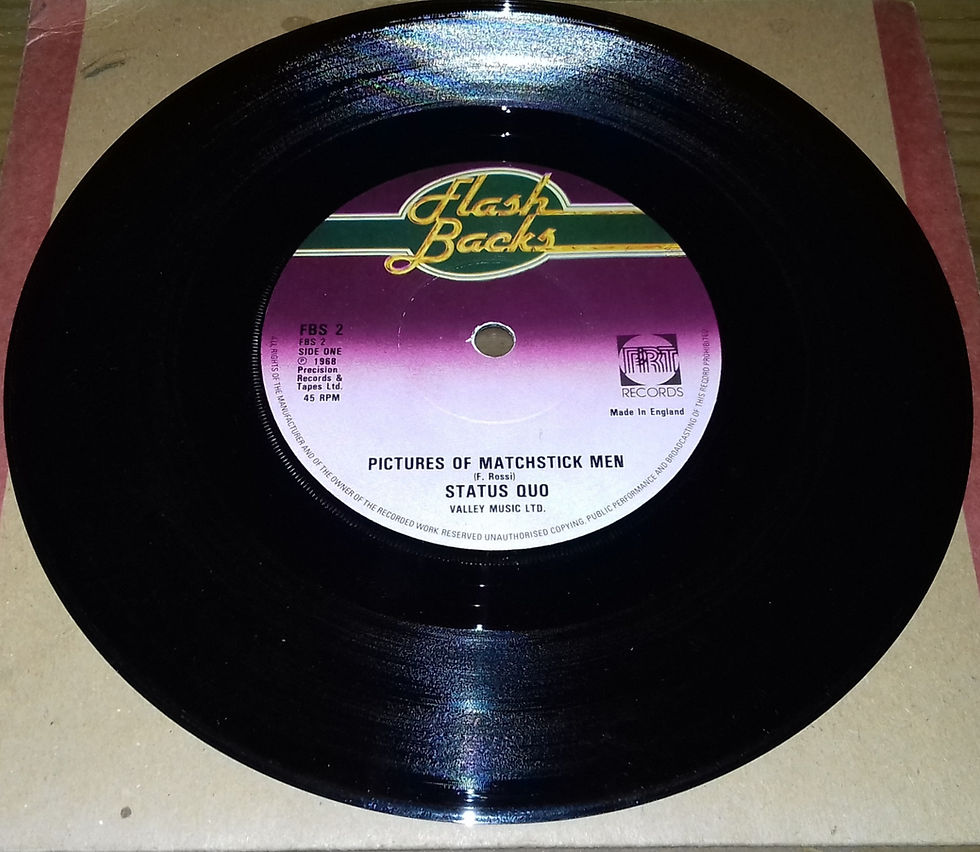 Flash
Backs
FBS 2
FBS 2
SIDE ONE
Ⓟ 1968
Precision
Records &
Tapes Ltd.
45 RPM
PRT
RECORDS
Made In England
PICTURES OF MATCHSTICK MEN
(F. Rossi)
STATUS QUO
VALLEY MUSIC LTD.
ALL RIGHTS OF THE MANUFACTURER AND OF THE OWNER OF THE RECORDED WORK RESERVED UNAUTHORISED COPYING, PUBLIC PERFORMANCE AND BROADCASTING OF THIS RECORD PROHIBITED